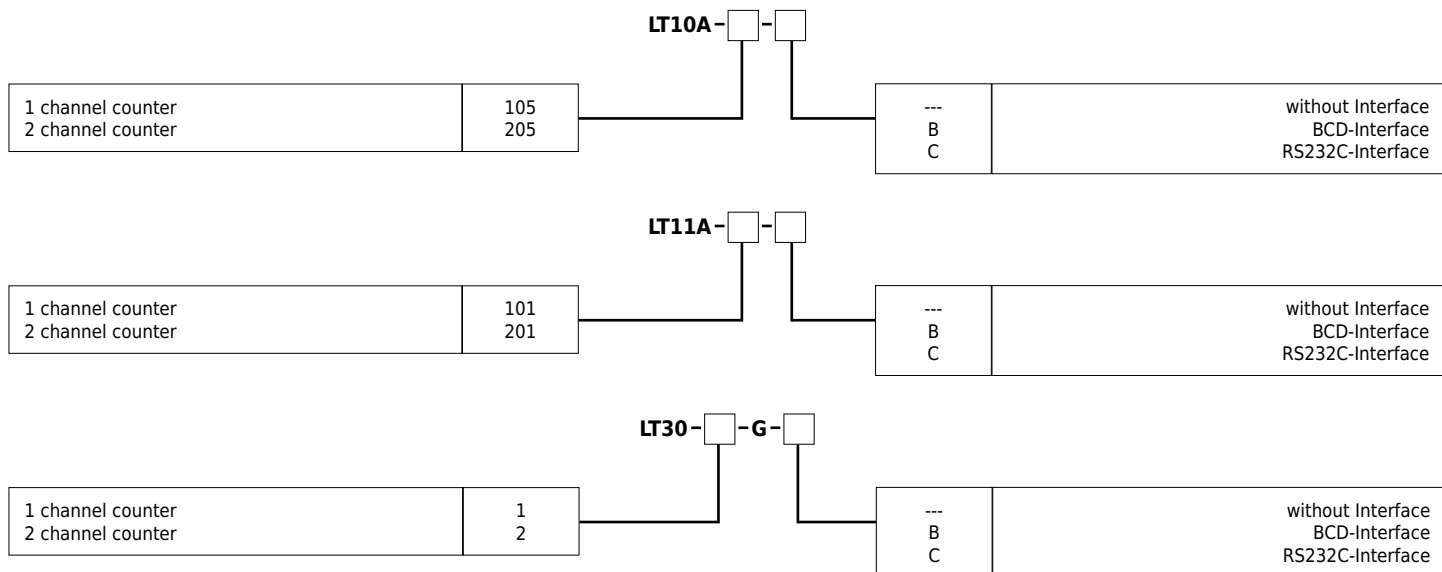 LT10A--
1 channel counter 105
2 channel counter 205
--- without Interface
B BCD-Interface
C RS232C-Interface
LT11A--
1 channel counter 101
2 channel counter 201
--- without Interface
B BCD-Interface
C RS232C-Interface
LT30--G-
1 channel counter 1
2 channel counter 2
--- without Interface
B BCD-Interface
C RS232C-Interface